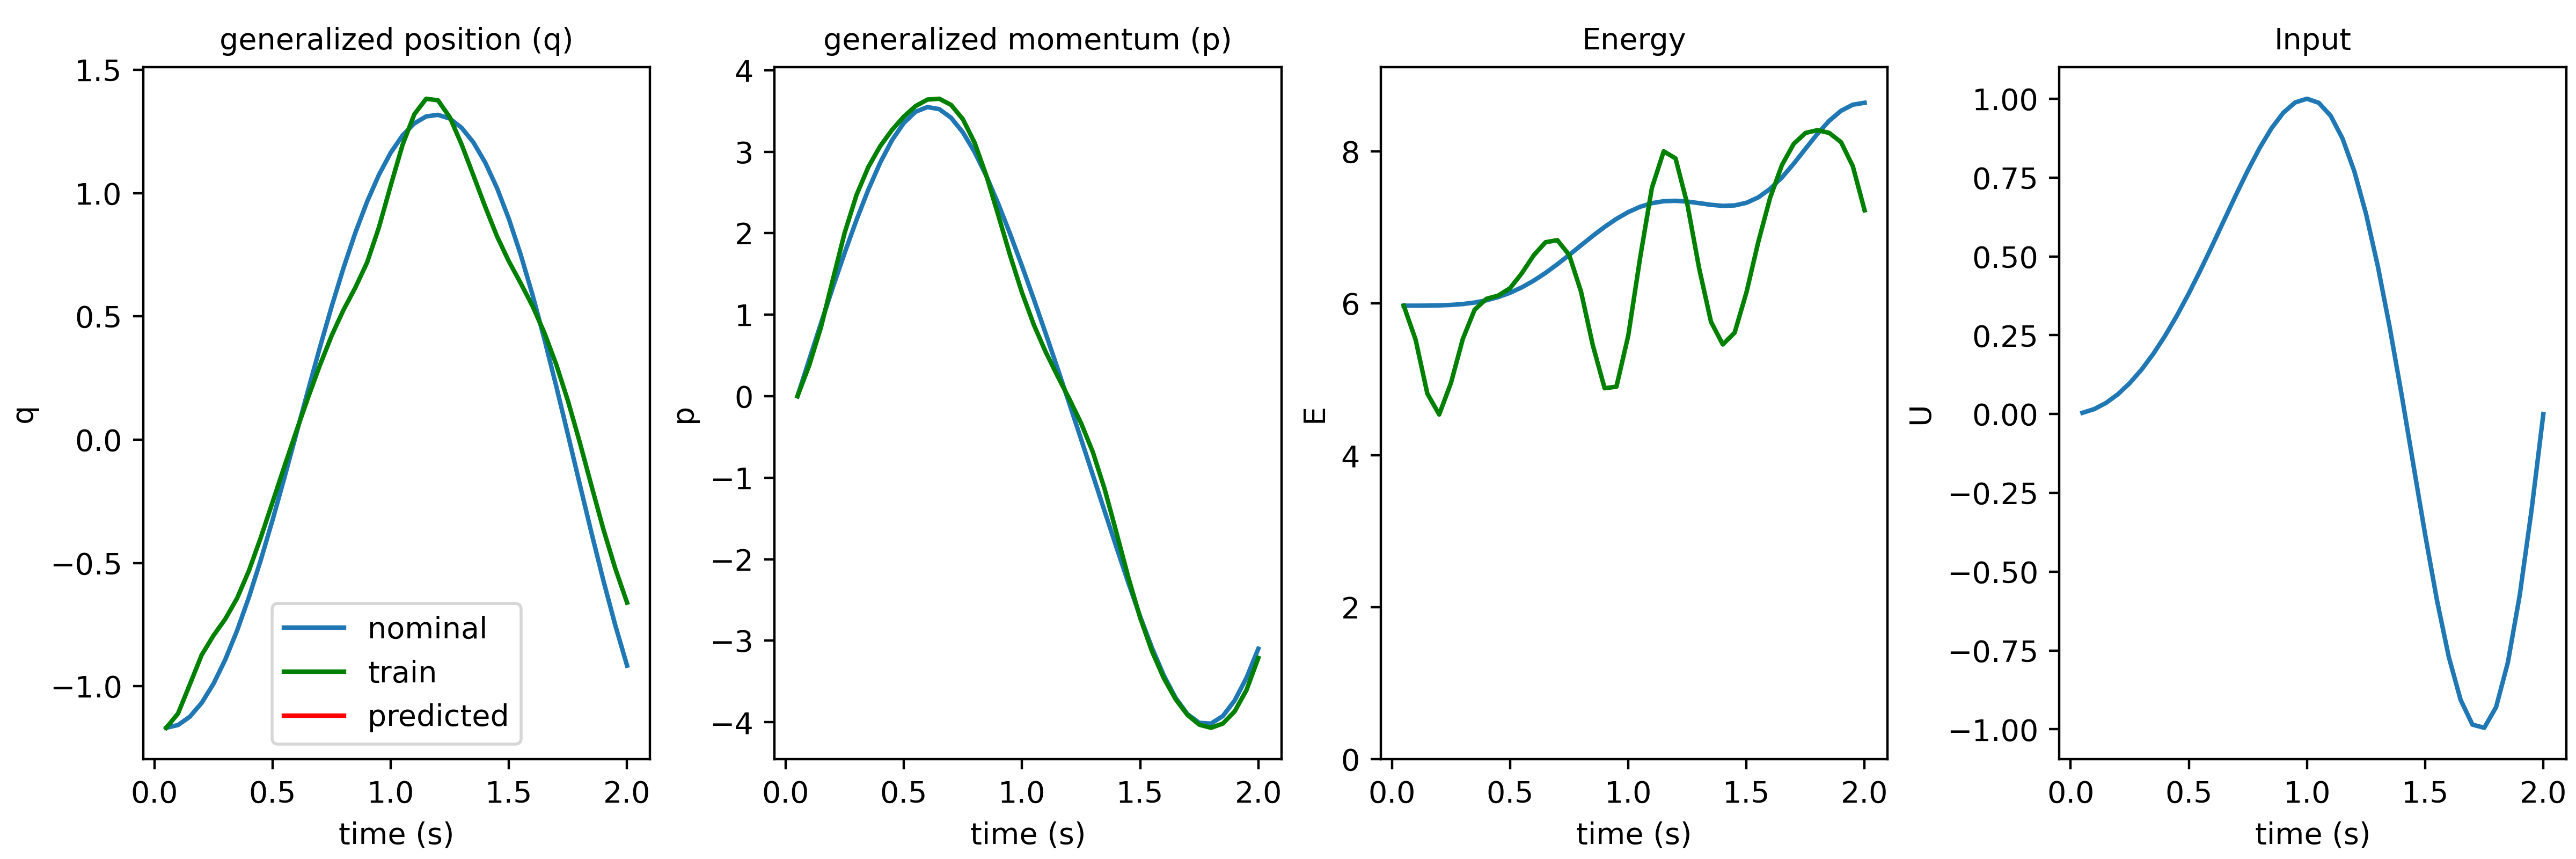 generalized position (q)
1.5
1.0
0.5
0.0
−0.5
−1.0
q
nominal
train
predicted
0.0 0.5 1.0 1.5 2.0
time (s)
generalized momentum (p)
4
3
2
1
0
−1
−2
−3
−4
p
0.0 0.5 1.0 1.5 2.0
time (s)
Energy
8
6
4
2
0
E
0.0 0.5 1.0 1.5 2.0
time (s)
Input
1.00
0.75
0.50
0.25
0.00
−0.25
−0.50
−0.75
−1.00
U
0.0 0.5 1.0 1.5 2.0
time (s)